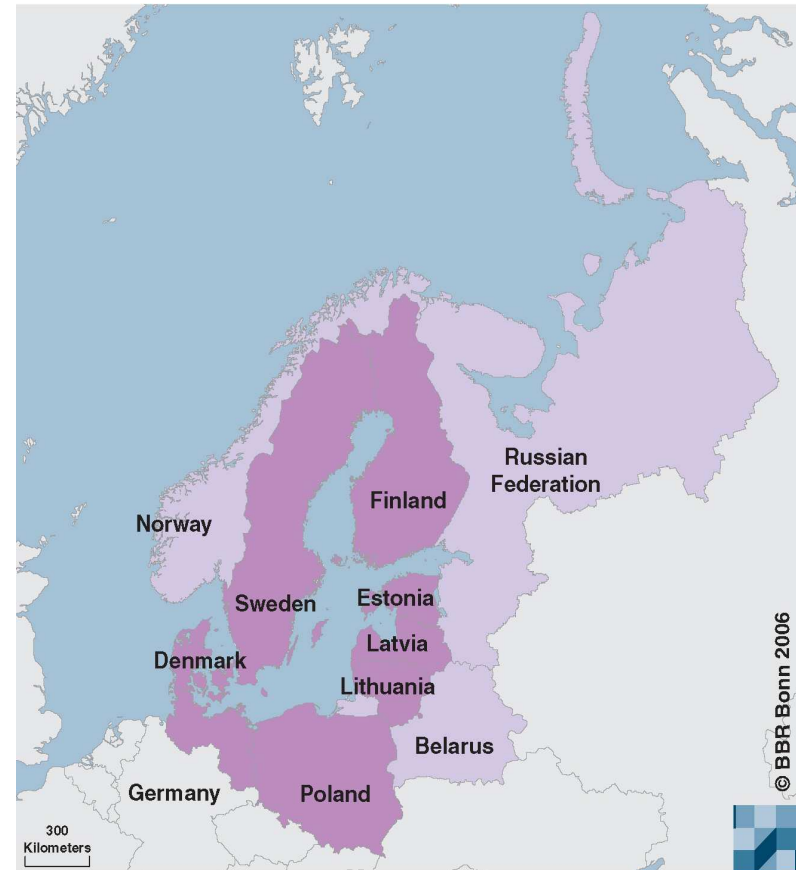 Russian
Federation
Finland
Norway
Sweden
Estonia
Latvia
Denmark
Lithuania
Belarus
Germany
Poland
300
Kilometers
© BBR Bonn 2006